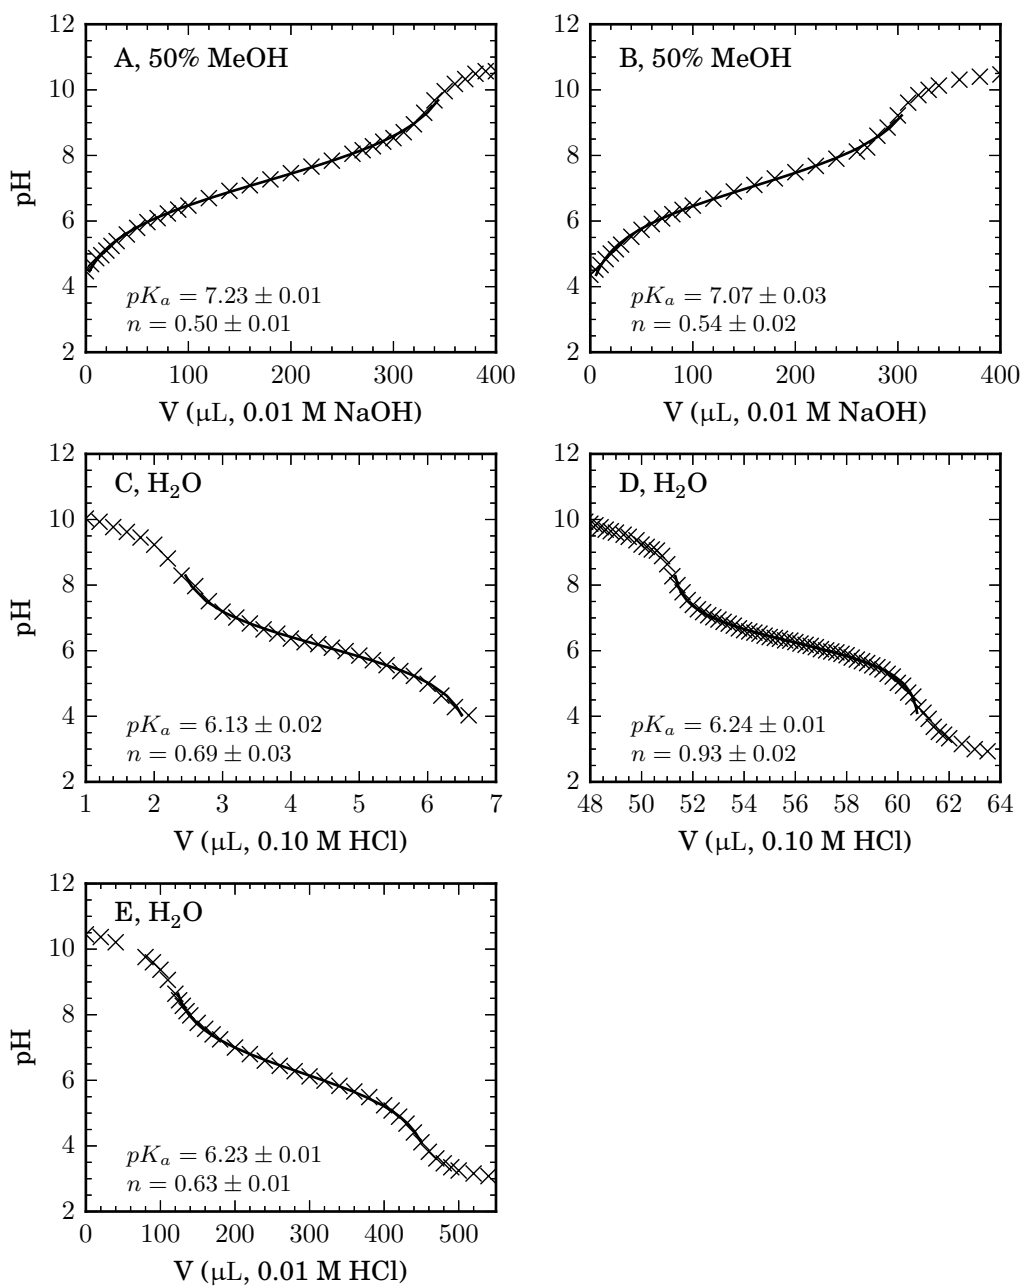 A, 50% MeOH
12
10
8
6
4
2
pH
pKₐ = 7.23 ± 0.01
n = 0.50 ± 0.01
0 100 200 300 400
V (μL, 0.01 M NaOH)
B, 50% MeOH
12
10
8
6
4
2
pKₐ = 7.07 ± 0.03
n = 0.54 ± 0.02
0 100 200 300 400
V (μL, 0.01 M NaOH)
C, H₂O
12
10
8
6
4
2
pH
pKₐ = 6.13 ± 0.02
n = 0.69 ± 0.03
1 2 3 4 5 6 7
V (μL, 0.10 M HCl)
D, H₂O
12
10
8
6
4
2
pKₐ = 6.24 ± 0.01
n = 0.93 ± 0.02
48 50 52 54 56 58 60 62 64
V (μL, 0.10 M HCl)
E, H₂O
12
10
8
6
4
2
pH
pKₐ = 6.23 ± 0.01
n = 0.63 ± 0.01
0 100 200 300 400 500
V (μL, 0.01 M HCl)